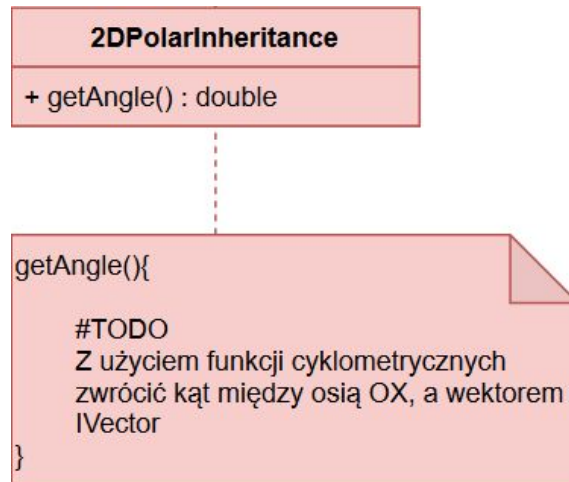 2DPolarInheritance
+ getAngle() : double
getAngle(){
#TODO
Z użyciem funkcji cyklometrycznych
zwrócić kąt między osią OX, a wektorem
IVector
}